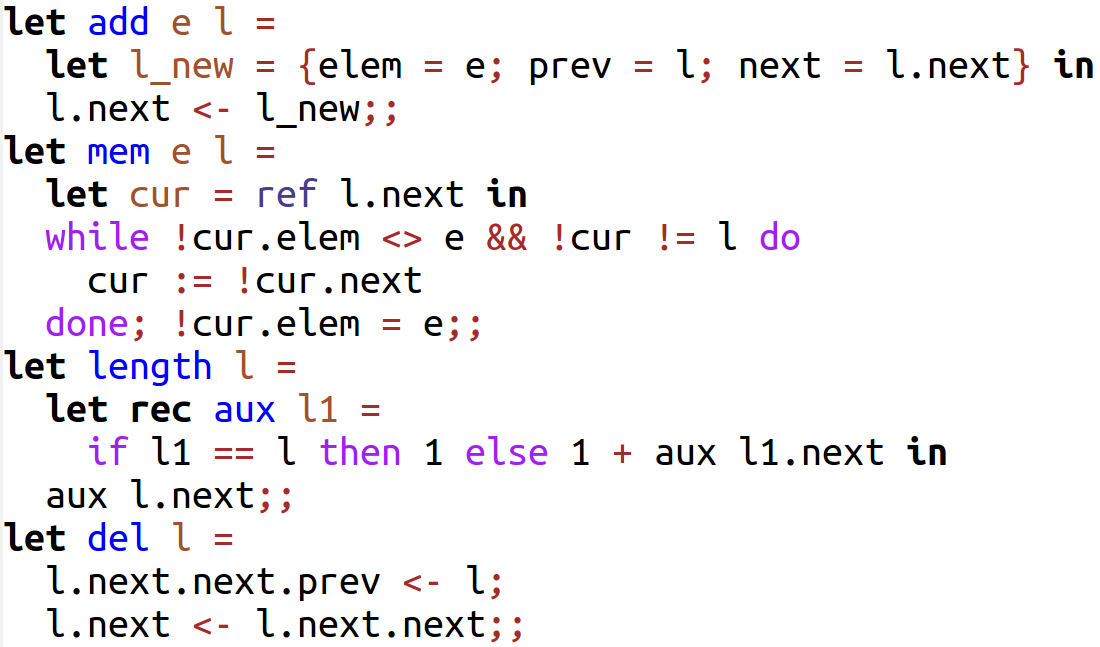 let add e l =
  let l_new = {elem = e; prev = l; next = l.next} in
  l.next <- l_new;;
let mem e l =
  let cur = ref l.next in
  while !cur.elem <> e && !cur != l do
    cur := !cur.next
  done; !cur.elem = e;;
let length l =
  let rec aux l1 =
    if l1 == l then 1 else 1 + aux l1.next in
  aux l.next;;
let del l =
  l.next.next.prev <- l;
  l.next <- l.next.next;;